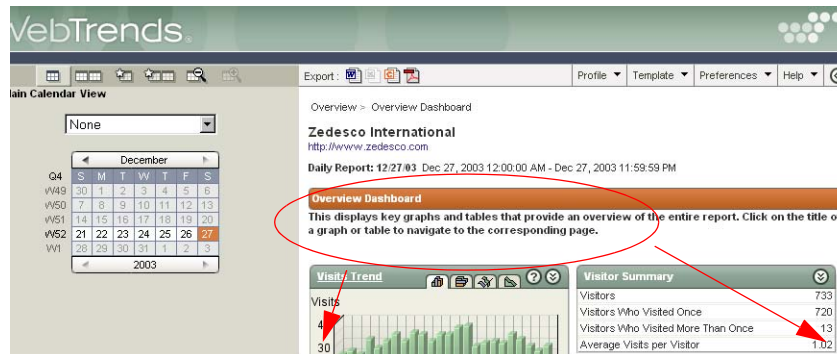 WebTrends
Export:
Profile Template Preferences Help
Main Calendar View
None
December
Q4 S M T W T F S
W49 30 1 2 3 4 5 6
W50 7 8 9 10 11 12 13
W51 14 15 16 17 18 19 20
W52 21 22 23 24 25 26 27
W1 28 29 30 31 1 2 3
2003
Overview > Overview Dashboard
Zedesco International
http://www.zedesco.com
Daily Report: 12/27/03 Dec 27, 2003 12:00:00 AM - Dec 27, 2003 11:59:59 PM
Overview Dashboard
This displays key graphs and tables that provide an overview of the entire report. Click on the title o
a graph or table to navigate to the corresponding page.
Visits Trend
Visits
30
Visitor Summary
Visitors 733
Visitors Who Visited Once 720
Visitors Who Visited More Than Once 13
Average Visits per Visitor 1.02